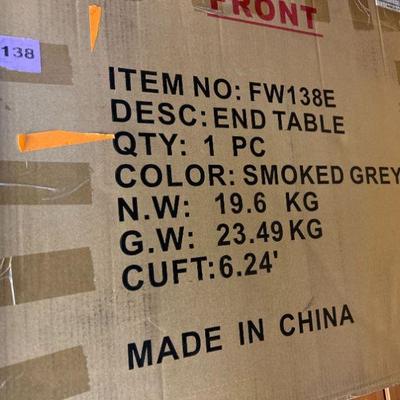 FRONT
138
ITEM NO: FW138E
DESC: END TABLE
QTY: 1 PC
COLOR: SMOKED GREY
N.W: 19.6 KG
G.W: 23.49 KG
CUFT: 6.24'
MADE IN CHINA